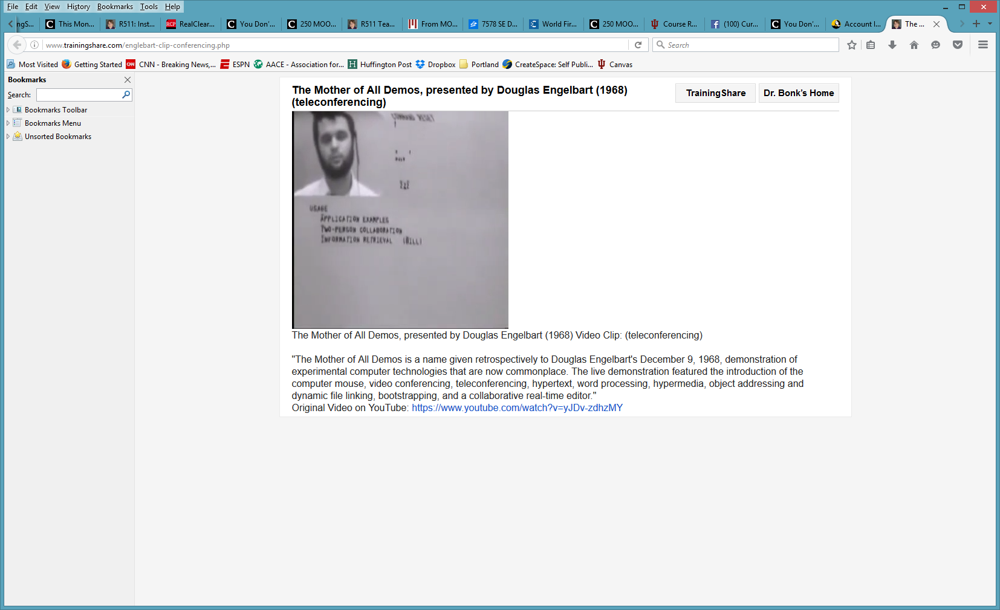 File Edit View History Bookmarks Tools Help
ngS... This Mon... R511: Inst... RealClear... You Don'... 250 MOO... R511 Tea... From MO... 7578 SE D... World Fir... 250 MOO... Course R... (100) Cur... You Don'... Account I... The ...
www.trainingshare.com/englebart-clip-conferencing.php Search
Most Visited Getting Started CNN - Breaking News,... ESPN AACE - Association for... Huffington Post Dropbox Portland CreateSpace: Self Publi... Canvas
Bookmarks
Search:
Bookmarks Toolbar
Bookmarks Menu
Unsorted Bookmarks
The Mother of All Demos, presented by Douglas Engelbart (1968)
(teleconferencing)
TrainingShare Dr. Bonk's Home
COMMAND RESET
USAGE
APPLICATION EXAMPLES
TWO-PERSON COLLABORATION
INFORMATION RETRIEVAL (BILL)
The Mother of All Demos, presented by Douglas Engelbart (1968) Video Clip: (teleconferencing)
"The Mother of All Demos is a name given retrospectively to Douglas Engelbart's December 9, 1968, demonstration of
experimental computer technologies that are now commonplace. The live demonstration featured the introduction of the
computer mouse, video conferencing, teleconferencing, hypertext, word processing, hypermedia, object addressing and
dynamic file linking, bootstrapping, and a collaborative real-time editor."
Original Video on YouTube: https://www.youtube.com/watch?v=yJDv-zdhzMY